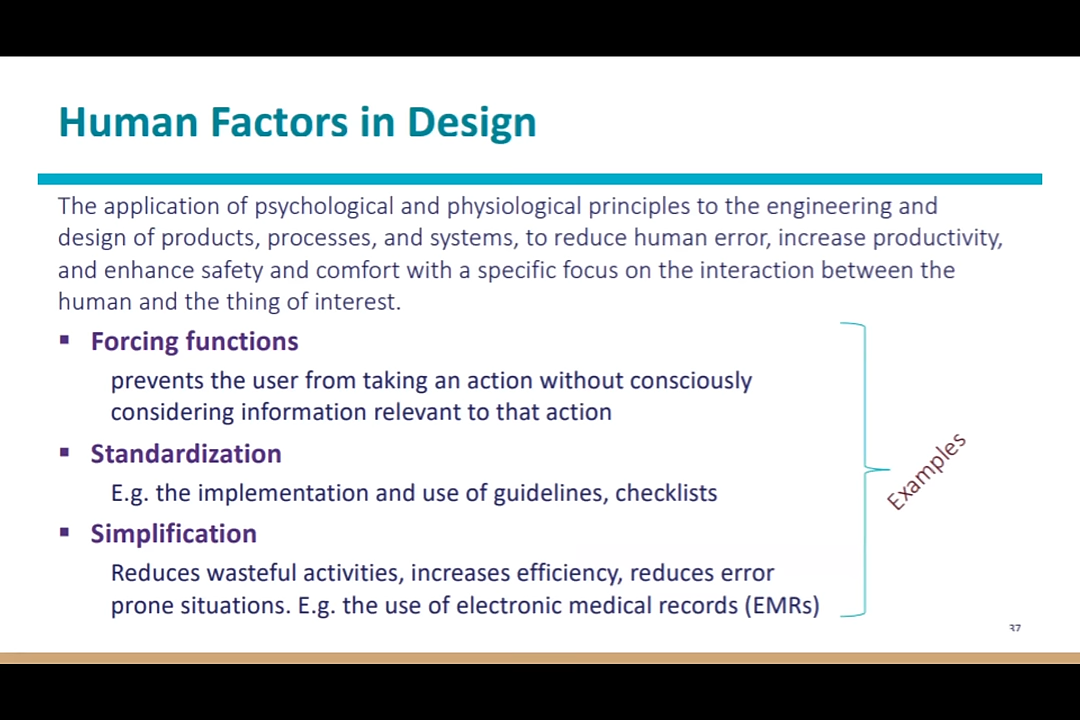 Human Factors in Design
The application of psychological and physiological principles to the engineering and
design of products, processes, and systems, to reduce human error, increase productivity,
and enhance safety and comfort with a specific focus on the interaction between the
human and the thing of interest.
▪ Forcing functions
prevents the user from taking an action without consciously
considering information relevant to that action
▪ Standardization
E.g. the implementation and use of guidelines, checklists
▪ Simplification
Reduces wasteful activities, increases efficiency, reduces error
prone situations. E.g. the use of electronic medical records (EMRs)
Examples
37